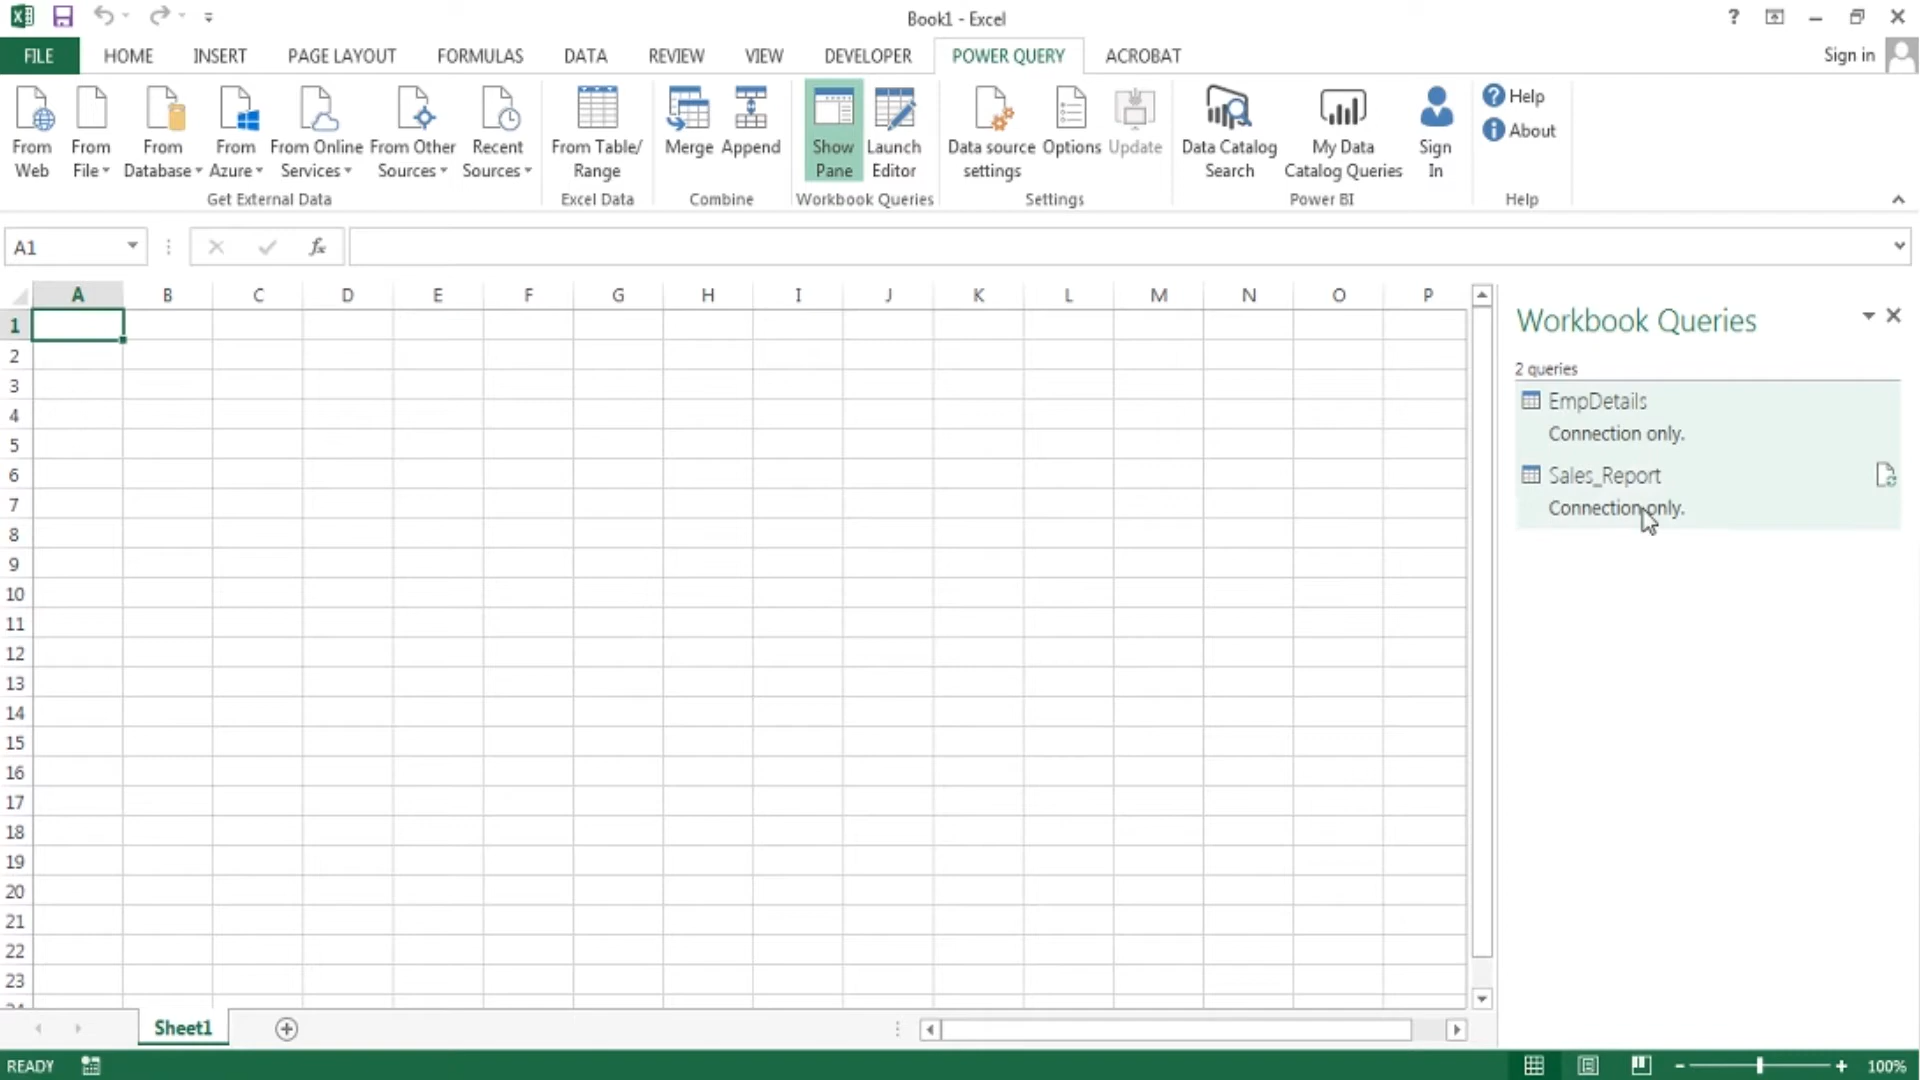 Book1 - Excel
?
FILE HOME INSERT PAGE LAYOUT FORMULAS DATA REVIEW VIEW DEVELOPER POWER QUERY ACROBAT Sign in
From Web
From File
From Database
From Azure
From Online Services
From Other Sources
Recent Sources
Get External Data
From Table/ Range
Excel Data
Merge
Append
Combine
Show Pane
Launch Editor
Workbook Queries
Data source settings
Options
Update
Settings
Data Catalog Search
My Data Catalog Queries
Sign In
Power BI
Help
About
Help
A1
fx
A B C D E F G H I J K L M N O P
1
2
3
4
5
6
7
8
9
10
11
12
13
14
15
16
17
18
19
20
21
22
23
Workbook Queries
2 queries
EmpDetails
Connection only.
Sales_Report
Connection only.
Sheet1
READY
100%